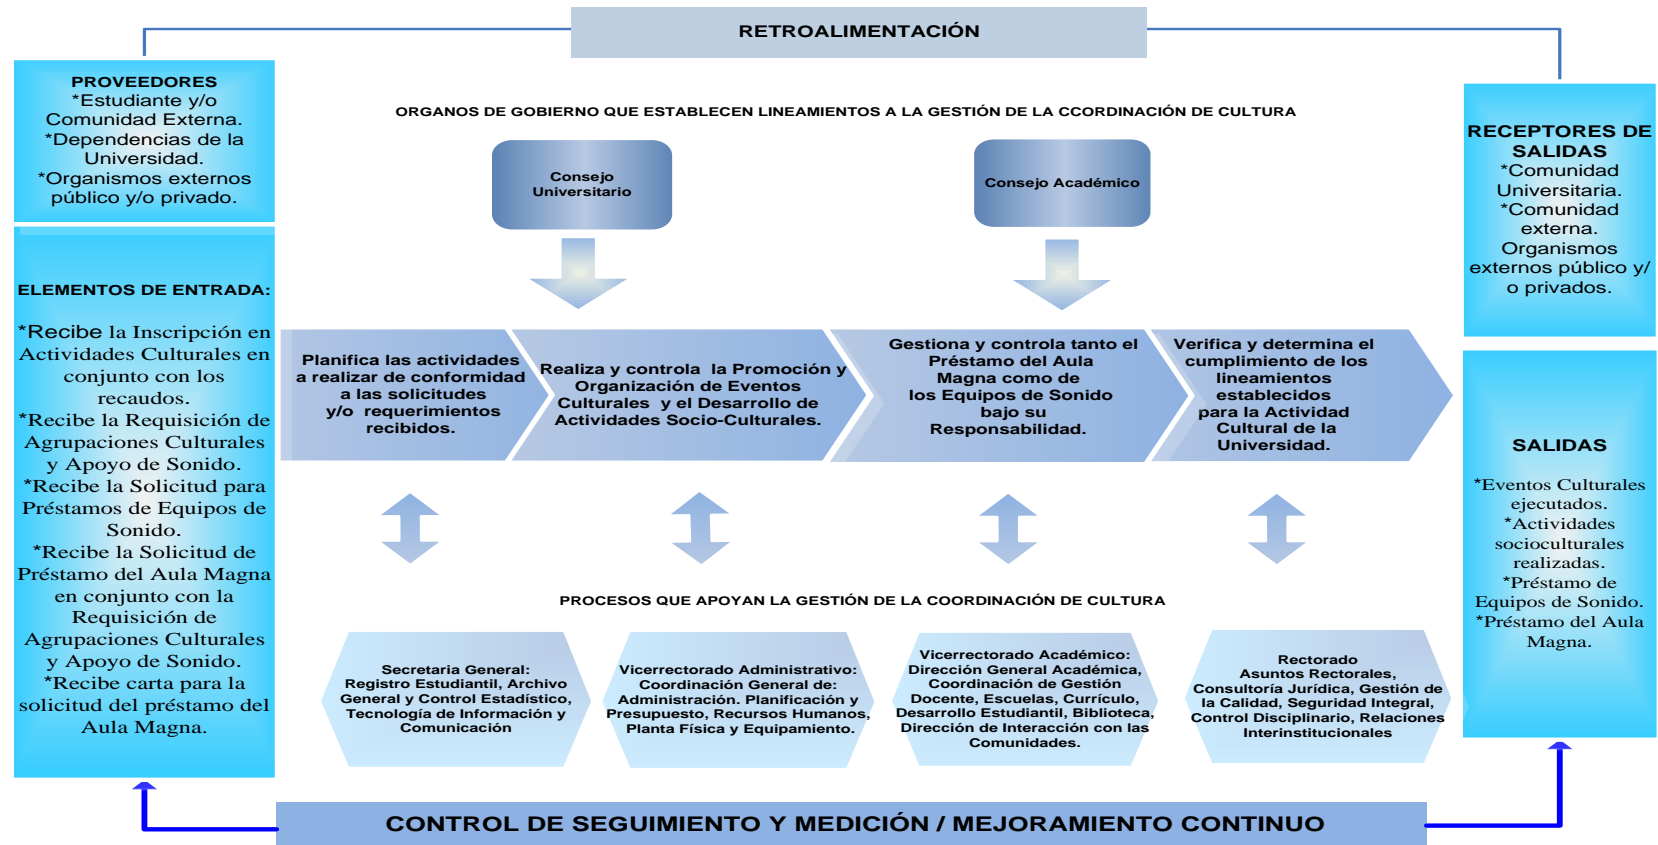 RETROALIMENTACIÓN
PROVEEDORES
*Estudiante y/o
Comunidad Externa.
*Dependencias de la
Universidad.
*Organismos externos
público y/o privado.
ELEMENTOS DE ENTRADA:
*Recibe la Inscripción en
Actividades Culturales en
conjunto con los
recaudos.
*Recibe la Requisición de
Agrupaciones Culturales
y Apoyo de Sonido.
*Recibe la Solicitud para
Préstamos de Equipos de
Sonido.
*Recibe la Solicitud de
Préstamo del Aula Magna
en conjunto con la
Requisición de
Agrupaciones Culturales
y Apoyo de Sonido.
*Recibe carta para la
solicitud del préstamo del
Aula Magna.
ORGANOS DE GOBIERNO QUE ESTABLECEN LINEAMIENTOS A LA GESTIÓN DE LA CCORDINACIÓN DE CULTURA
Consejo
Universitario
Consejo Académico
Planifica las actividades
a realizar de conformidad
a las solicitudes
y/o requerimientos
recibidos.
Realiza y controla la Promoción y
Organización de Eventos
Culturales y el Desarrollo de
Actividades Socio-Culturales.
Gestiona y controla tanto el
Préstamo del Aula
Magna como de
los Equipos de Sonido
bajo su
Responsabilidad.
Verifica y determina el
cumplimiento de los
lineamientos
establecidos
para la Actividad
Cultural de la
Universidad.
PROCESOS QUE APOYAN LA GESTIÓN DE LA COORDINACIÓN DE CULTURA
Secretaria General:
Registro Estudiantil, Archivo
General y Control Estadístico,
Tecnología de Información y
Comunicación
Vicerrectorado Administrativo:
Coordinación General de:
Administración. Planificación y
Presupuesto, Recursos Humanos,
Planta Física y Equipamiento.
Vicerrectorado Académico:
Dirección General Académica,
Coordinación de Gestión
Docente, Escuelas, Currículo,
Desarrollo Estudiantil, Biblioteca,
Dirección de Interacción con las
Comunidades.
Rectorado
Asuntos Rectorales,
Consultoría Jurídica, Gestión de
la Calidad, Seguridad Integral,
Control Disciplinario, Relaciones
Interinstitucionales
RECEPTORES DE
SALIDAS
*Comunidad
Universitaria.
*Comunidad
externa.
Organismos
externos público y/
o privados.
SALIDAS
*Eventos Culturales
ejecutados.
*Actividades
socioculturales
realizadas.
*Préstamo de
Equipos de Sonido.
*Préstamo del Aula
Magna.
CONTROL DE SEGUIMIENTO Y MEDICIÓN / MEJORAMIENTO CONTINUO